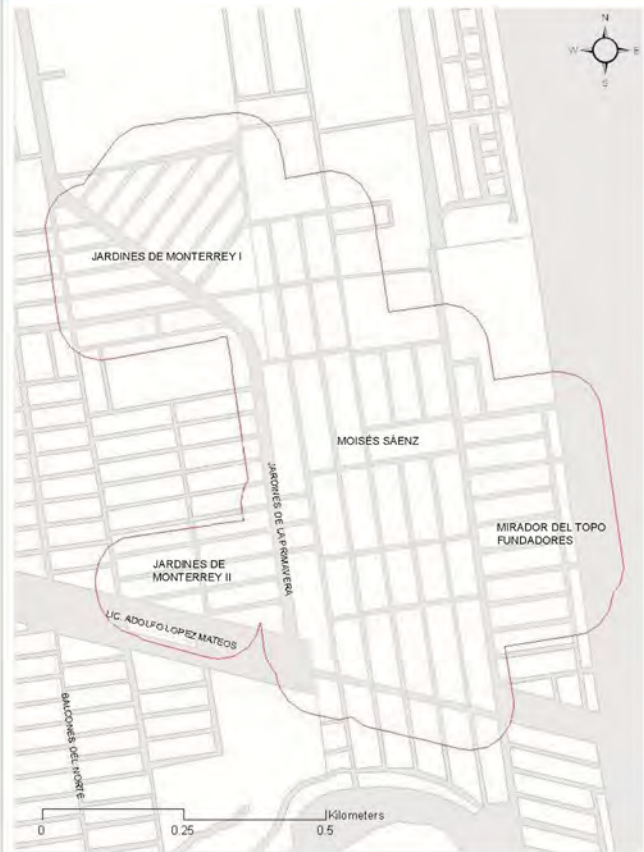 N
W E
S
JARDINES DE MONTERREY I
MOISÉS SÁENZ
JARDINES DE LA PRIMAVERA
MIRADOR DEL TOPO
FUNDADORES
JARDINES DE
MONTERREY II
LIC. ADOLFO LOPEZ MATEOS
BALCONES DEL NORTE
Kilometers
0 0.25 0.5